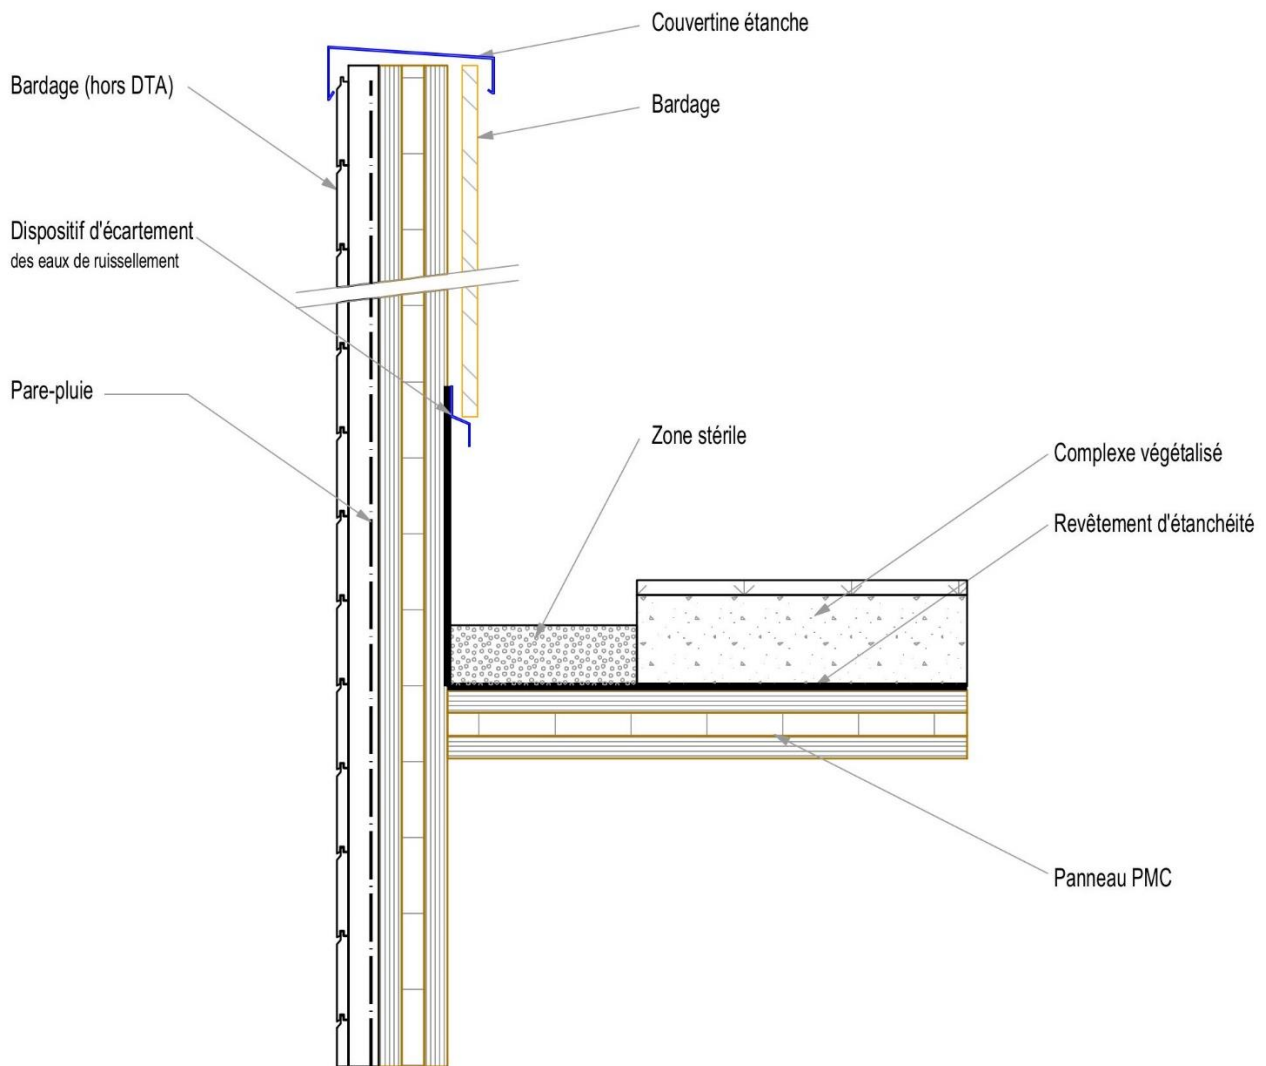 Couvertine étanche
Bardage (hors DTA)
Bardage
Dispositif d'écartement
des eaux de ruissellement
Pare-pluie
Zone stérile
Complexe végétalisé
Revêtement d'étanchéité
Panneau PMC